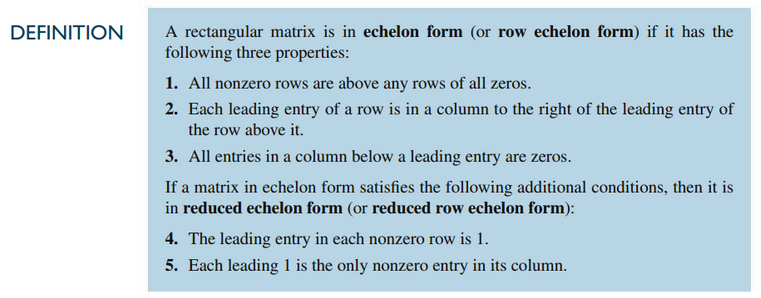 DEFINITION
A rectangular matrix is in echelon form (or row echelon form) if it has the
following three properties:
1. All nonzero rows are above any rows of all zeros.
2. Each leading entry of a row is in a column to the right of the leading entry of
the row above it.
3. All entries in a column below a leading entry are zeros.
If a matrix in echelon form satisfies the following additional conditions, then it is
in reduced echelon form (or reduced row echelon form):
4. The leading entry in each nonzero row is 1.
5. Each leading 1 is the only nonzero entry in its column.